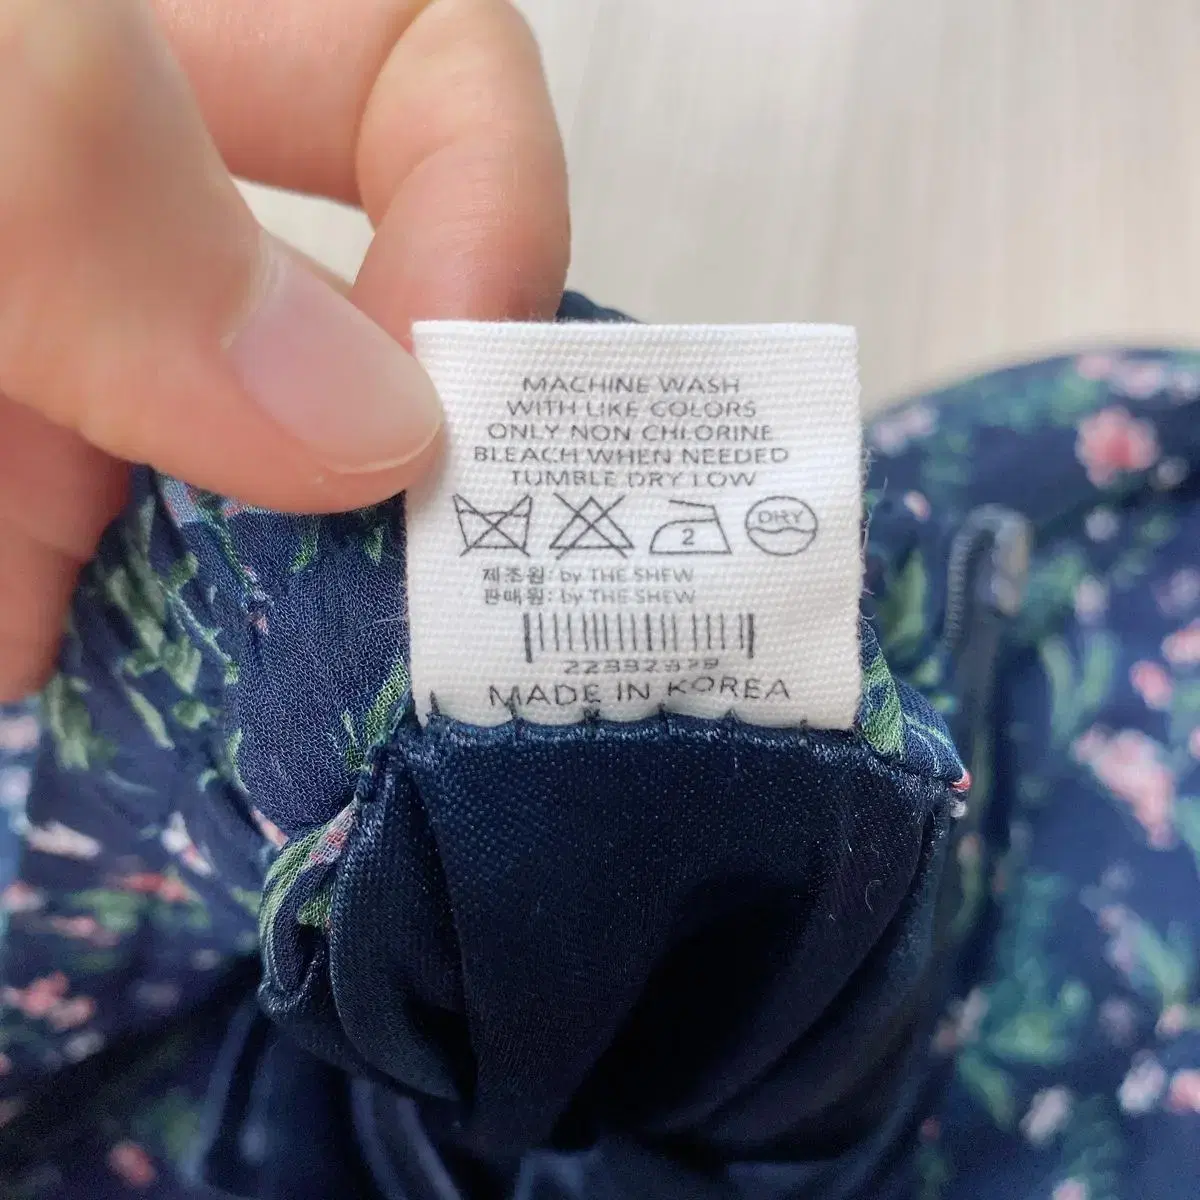 MACHINE WASH
WITH LIKE COLORS
ONLY NON CHLORINE
BLEACH WHEN NEEDED
TUMBLE DRY LOW
2 DRY
제조원: by THE SHEW
판매원: by THE SHEW
MADE IN KOREA